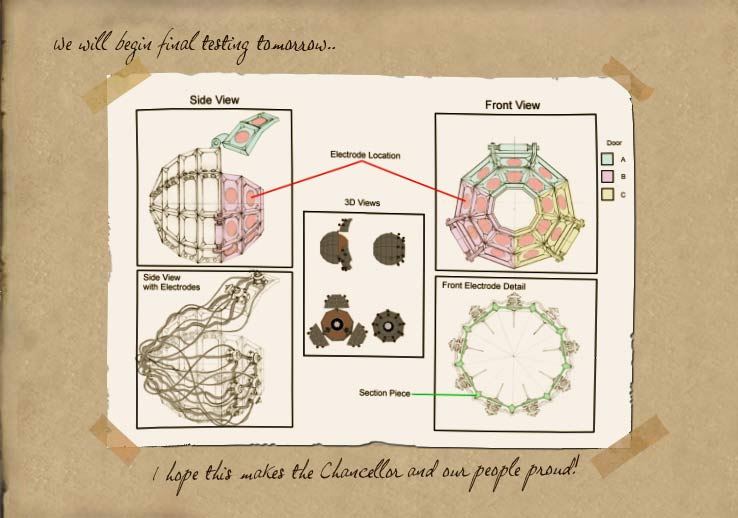 we will begin final testing tomorrow..
Side View
Front View
Door
A
B
C
Electrode Location
3D Views
Side View
with Electrodes
Front Electrode Detail
Section Piece
I hope this makes the Chancellor and our people proud!